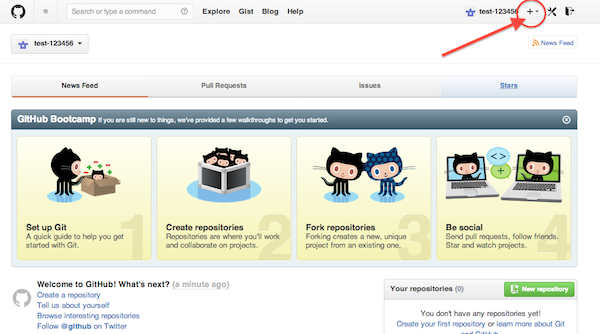 Search or type a command
Explore Gist Blog Help
test-123456
test-123456
News Feed
News Feed
Pull Requests
Issues
Stars
GitHub Bootcamp If you are still new to things, we've provided a few walkthroughs to get you started.
1
Set up Git
A quick guide to help you
get started with Git.
2
Create repositories
Repositories are where you'll work
and collaborate on projects.
3
Fork repositories
Forking creates a new, unique
project from an existing one.
4
Be social
Send pull requests, follow friends.
Star and watch projects.
Welcome to GitHub! What's next? (a minute ago)
Create a repository
Tell us about yourself
Browse interesting repositories
Follow @github on Twitter
Your repositories (0)
New repository
You don't have any repositories yet!
Create your first repository or learn more about Git
and GitHub